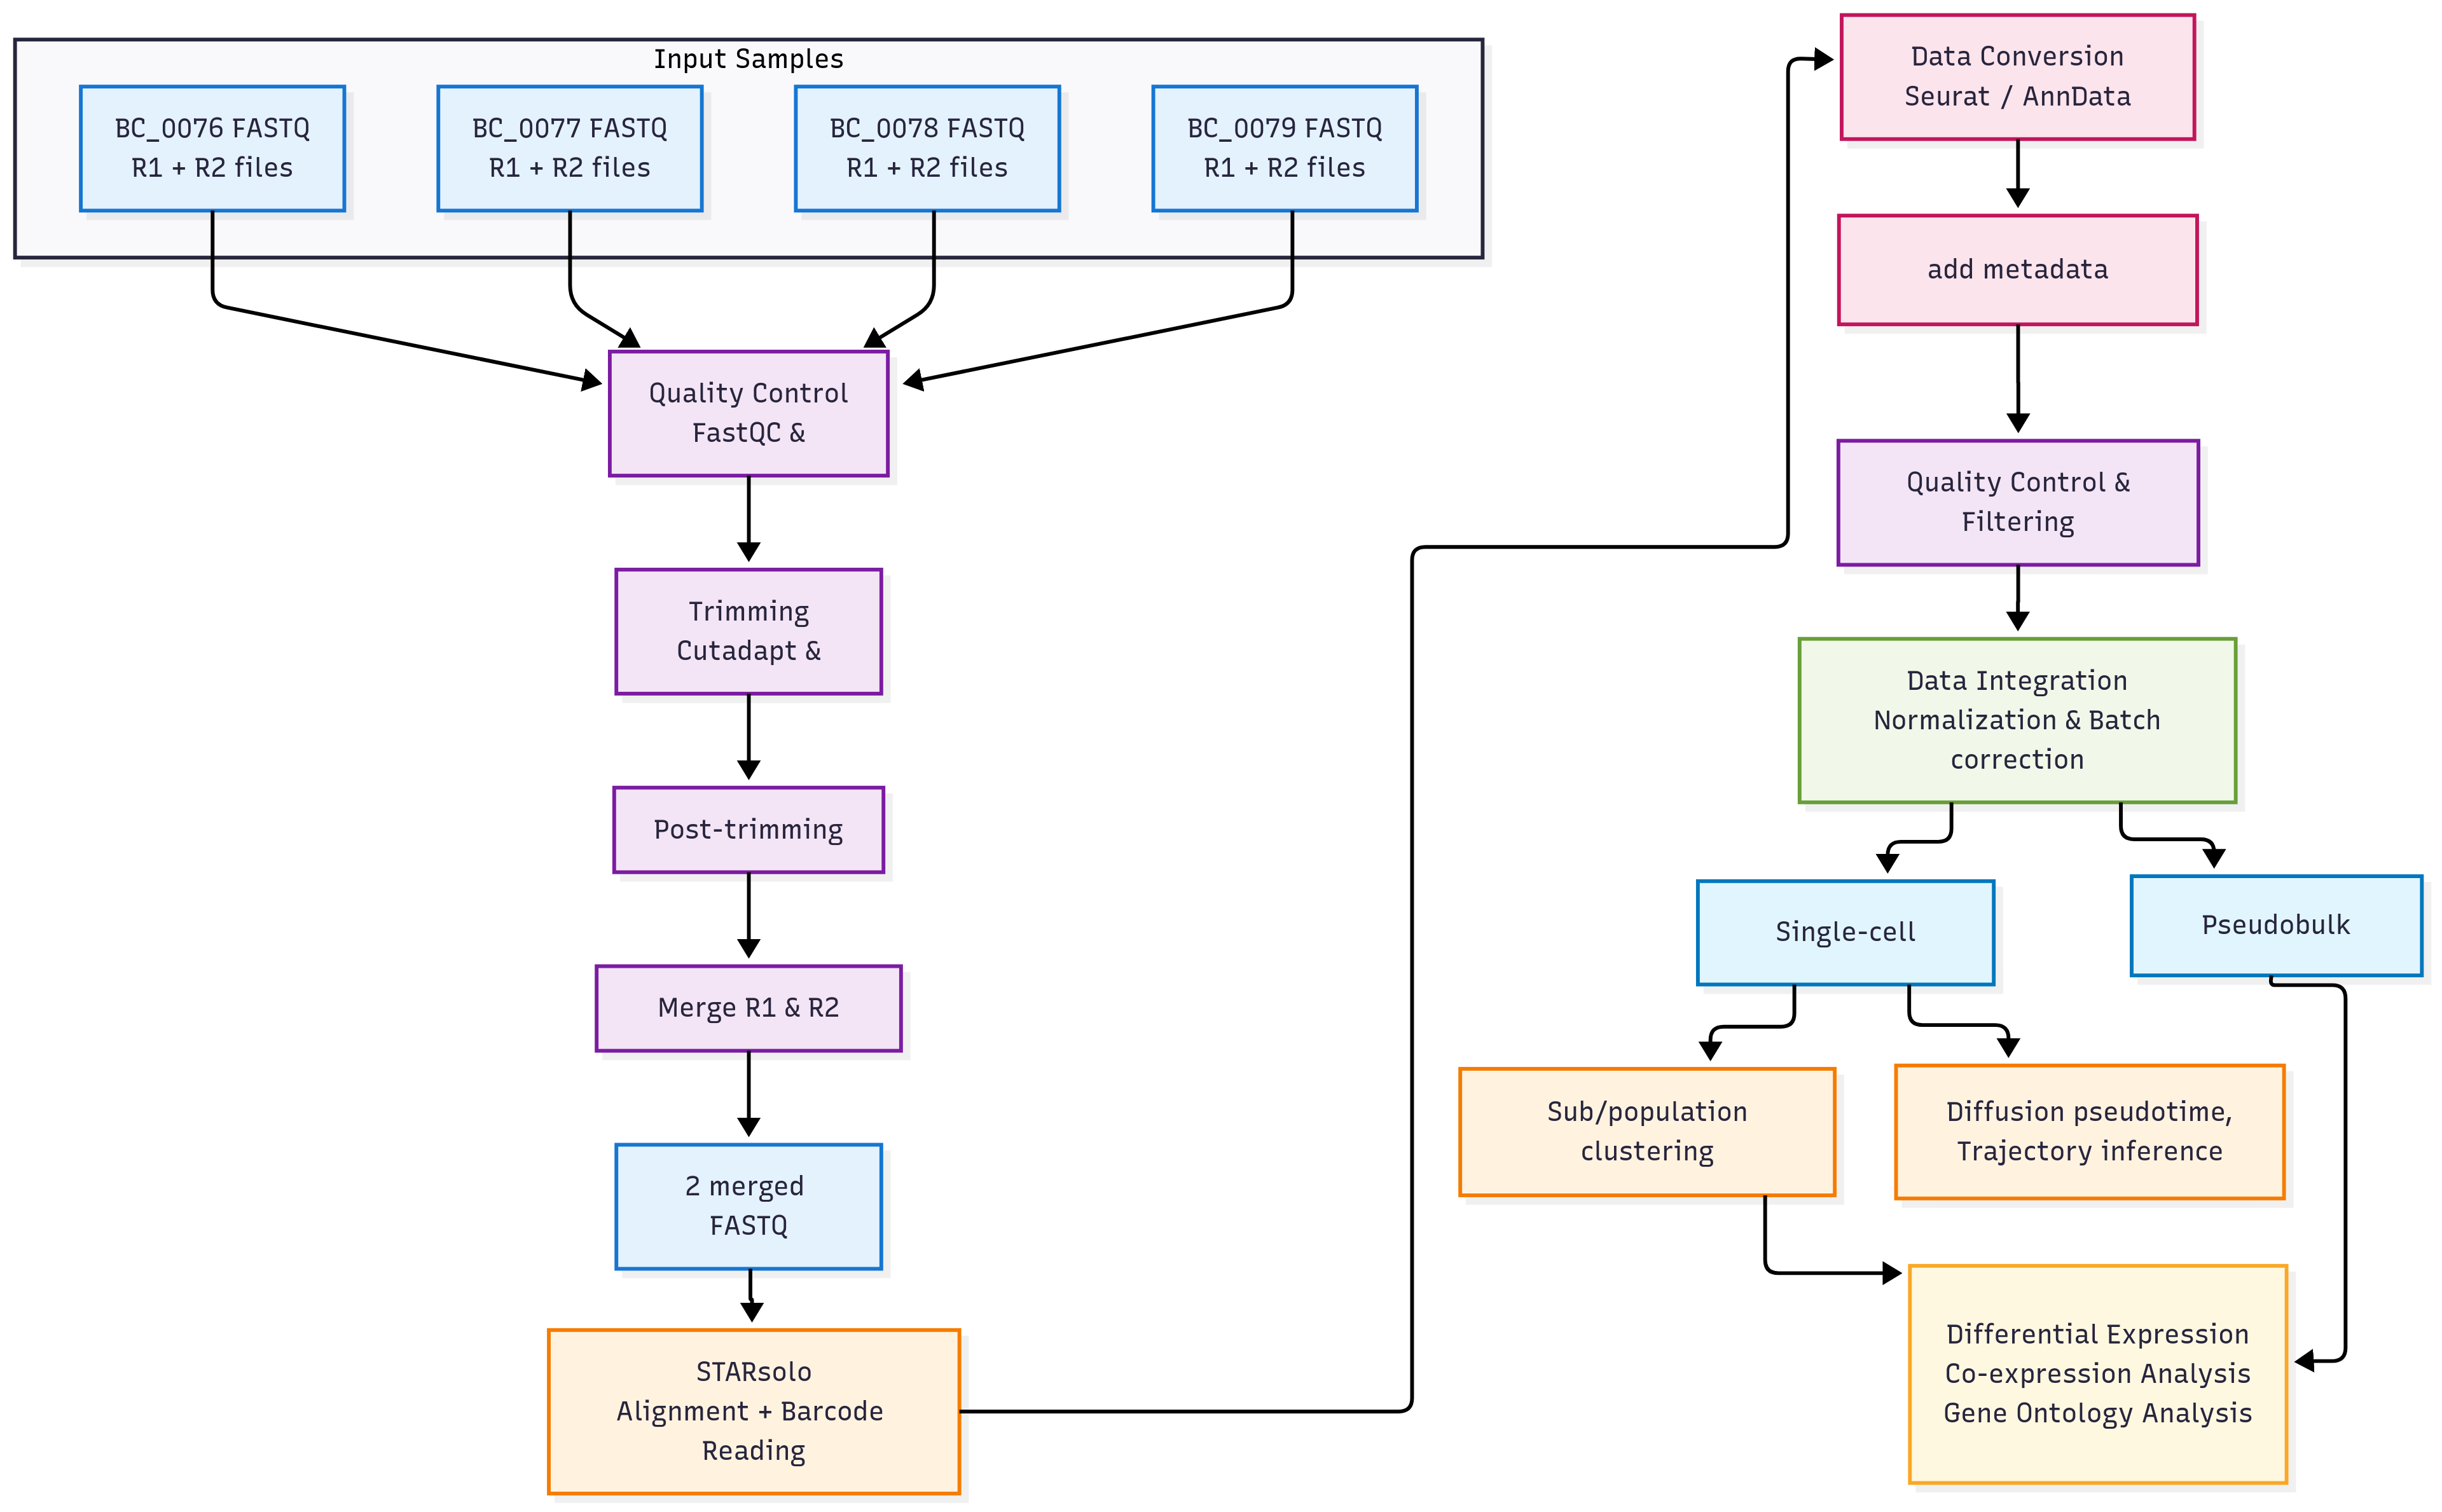 Input Samples
BC_0076 FASTQ
R1 + R2 files
BC_0077 FASTQ
R1 + R2 files
BC_0078 FASTQ
R1 + R2 files
BC_0079 FASTQ
R1 + R2 files
Quality Control
FastQC &
Trimming
Cutadapt &
Post-trimming
Merge R1 & R2
2 merged
FASTQ
STARsolo
Alignment + Barcode
Reading
Data Conversion
Seurat / AnnData
add metadata
Quality Control &
Filtering
Data Integration
Normalization & Batch
correction
Single-cell
Pseudobulk
Sub/population
clustering
Diffusion pseudotime,
Trajectory inference
Differential Expression
Co-expression Analysis
Gene Ontology Analysis